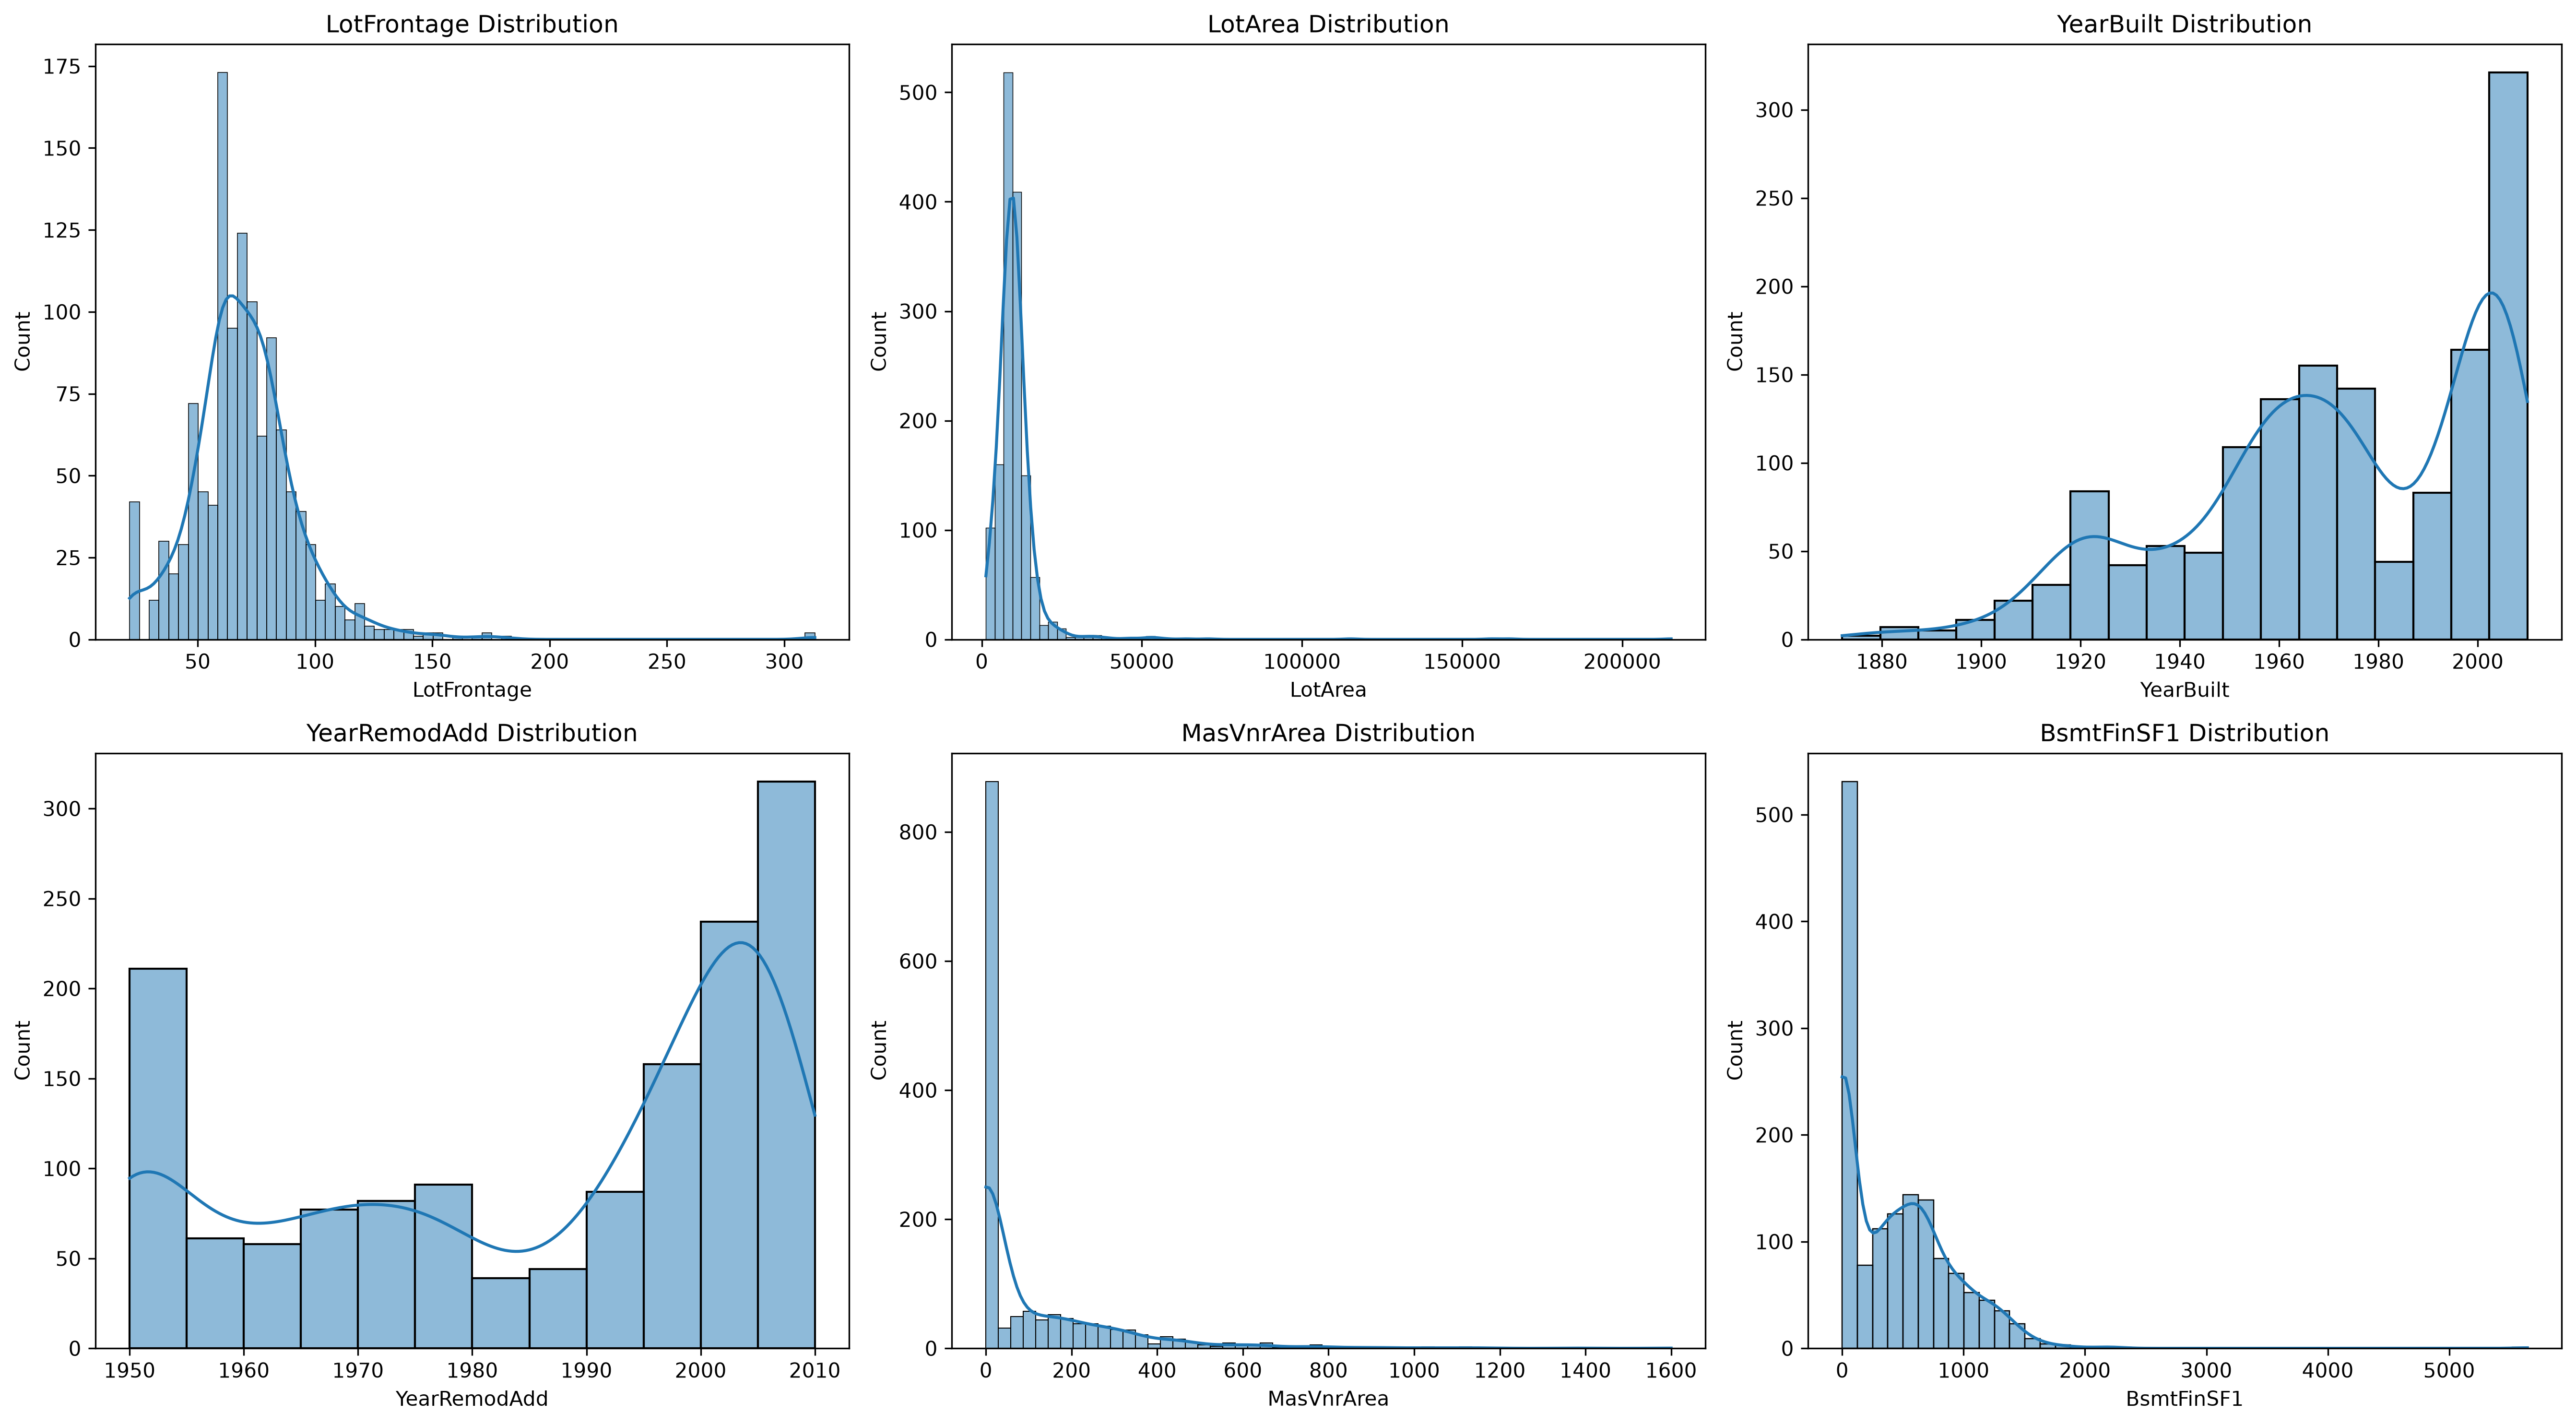 LotFrontage Distribution
175
150
125
100
75
50
25
0
Count
50 100 150 200 250 300
LotFrontage
LotArea Distribution
500
400
300
200
100
0
Count
0 50000 100000 150000 200000
LotArea
YearBuilt Distribution
300
250
200
150
100
50
0
Count
1880 1900 1920 1940 1960 1980 2000
YearBuilt
YearRemodAdd Distribution
300
250
200
150
100
50
0
Count
1950 1960 1970 1980 1990 2000 2010
YearRemodAdd
MasVnrArea Distribution
800
600
400
200
0
Count
0 200 400 600 800 1000 1200 1400 1600
MasVnrArea
BsmtFinSF1 Distribution
500
400
300
200
100
0
Count
0 1000 2000 3000 4000 5000
BsmtFinSF1